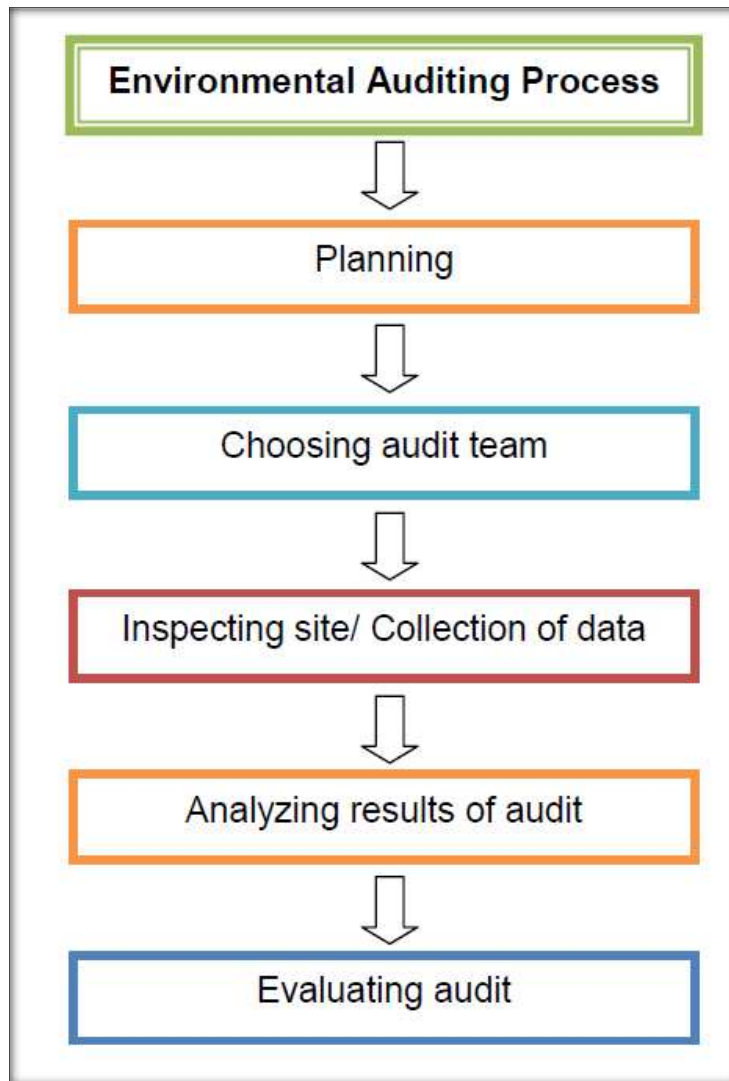 Environmental Auditing Process
Planning
Choosing audit team
Inspecting site/ Collection of data
Analyzing results of audit
Evaluating audit